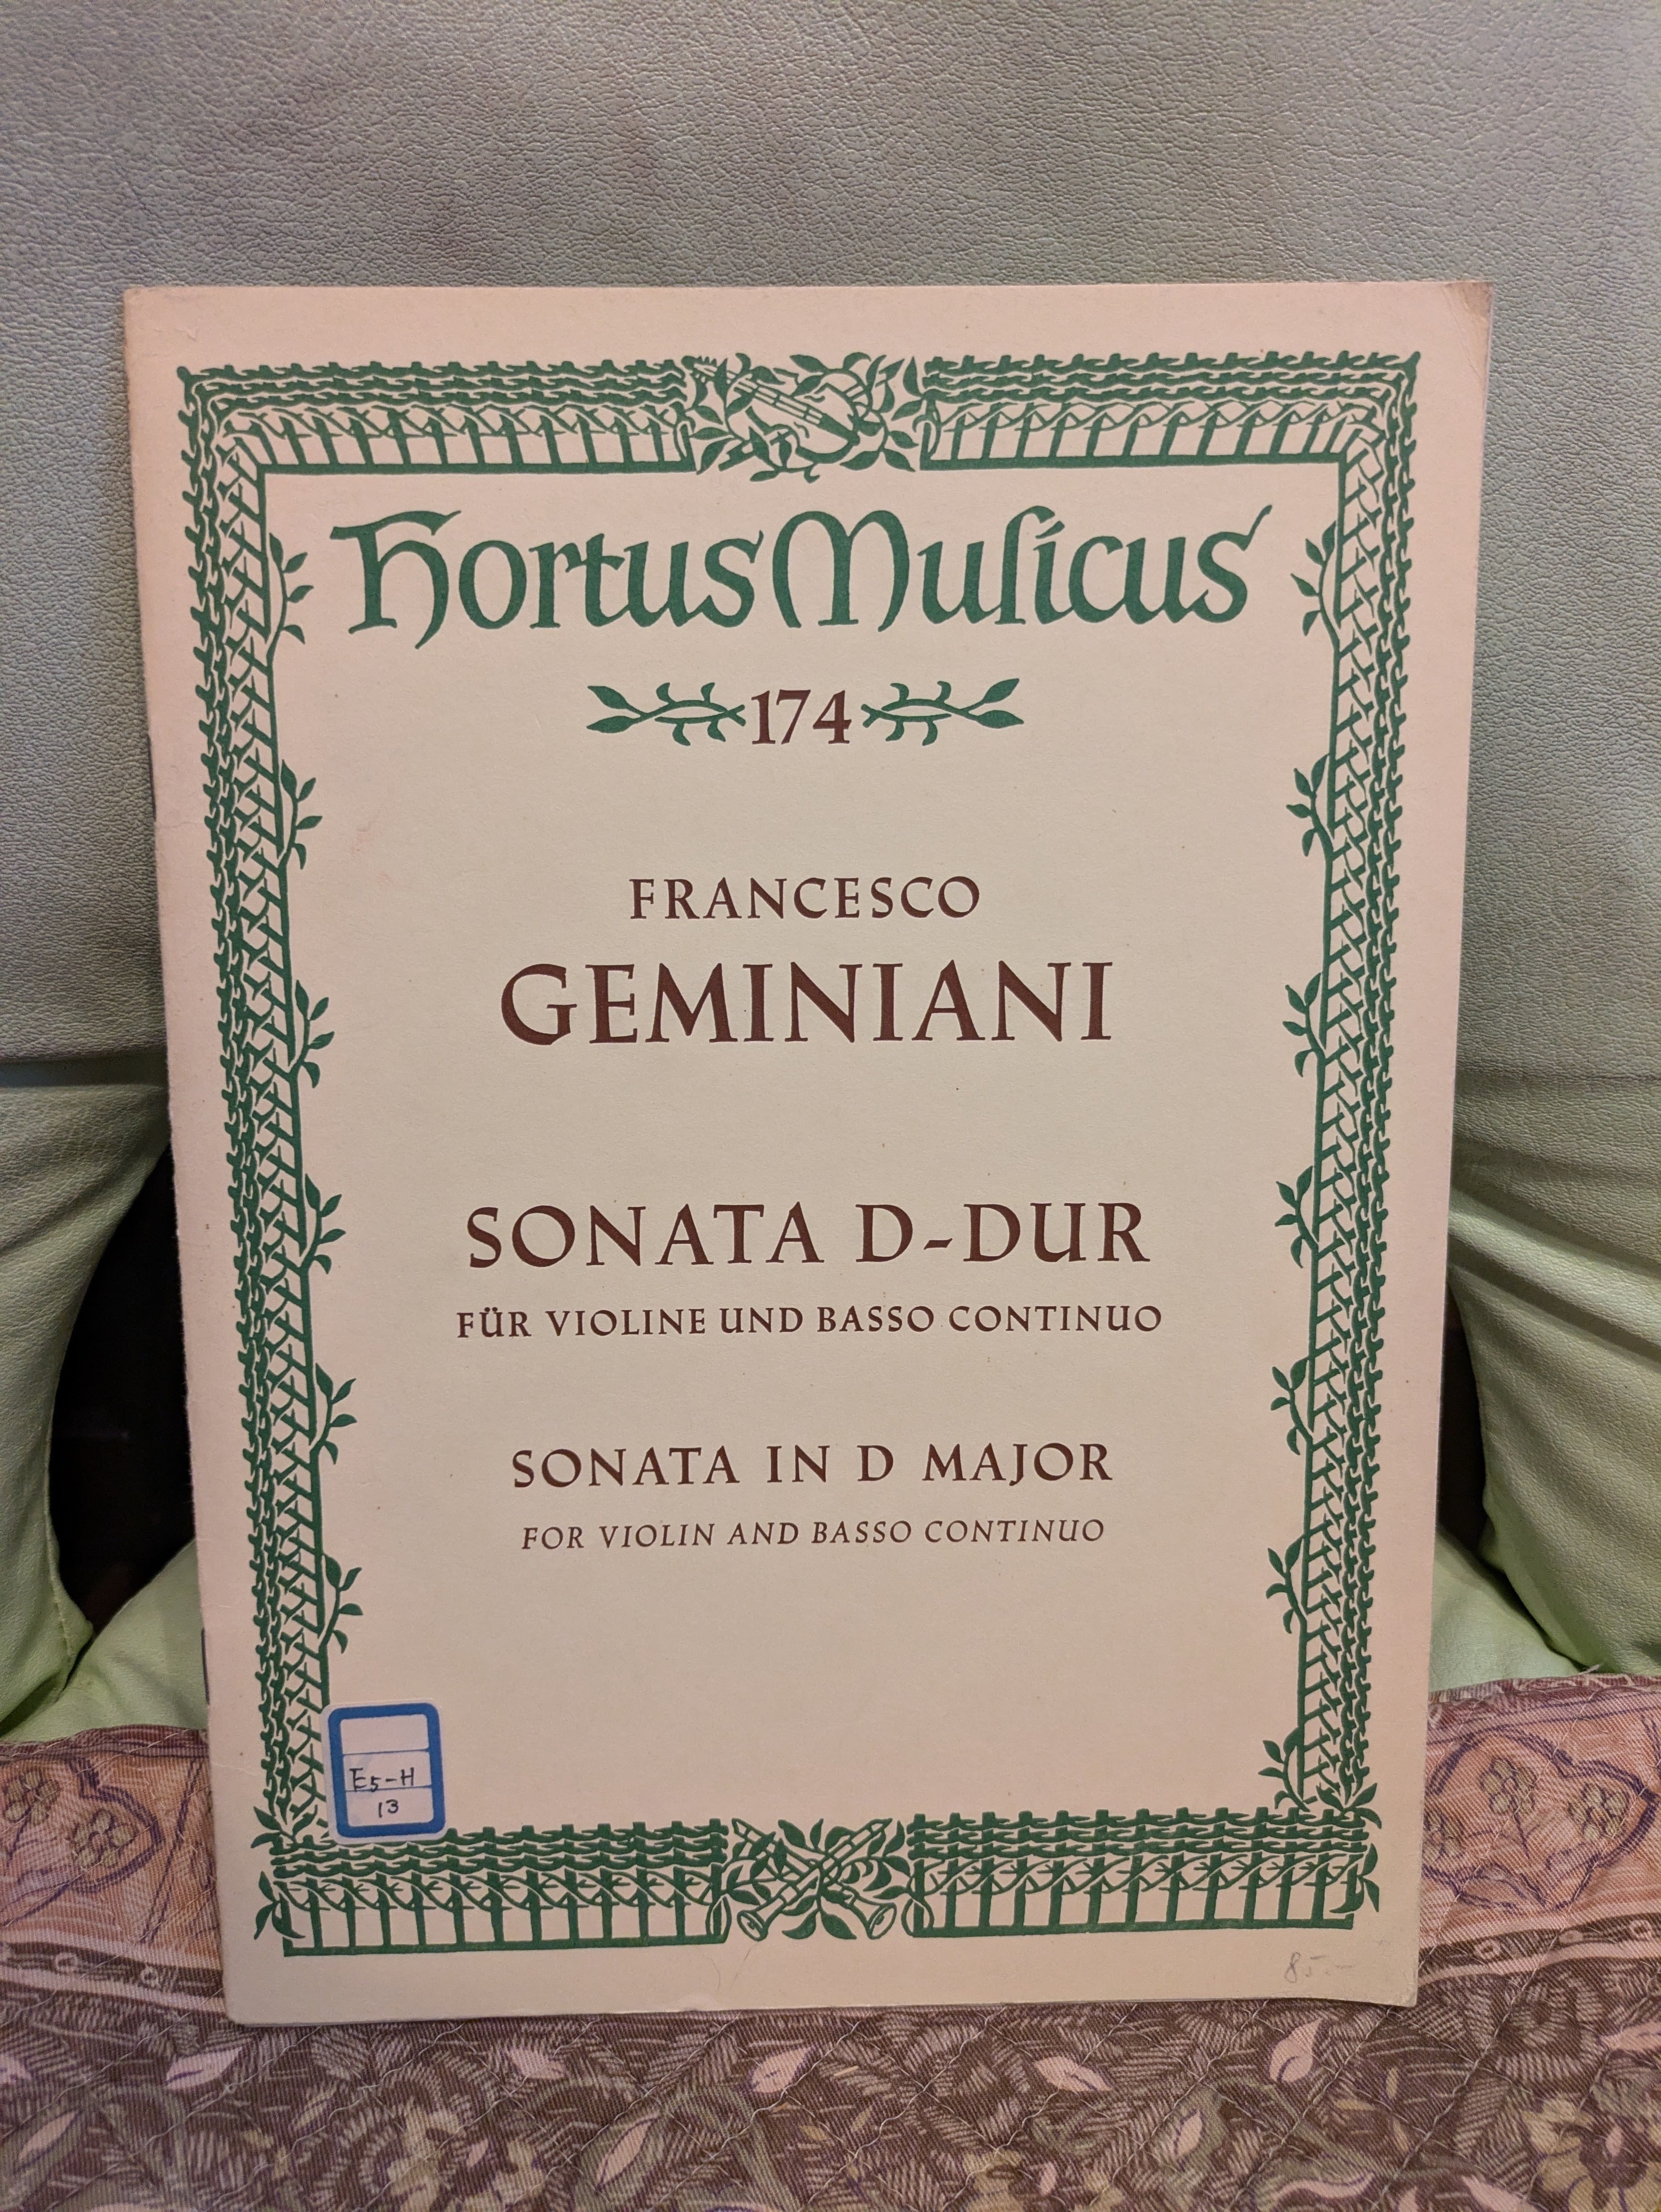 Hortus Musicus
174
FRANCESCO
GEMINIANI
SONATA D-DUR
FÜR VIOLINE UND BASSO CONTINUO
SONATA IN D MAJOR
FOR VIOLIN AND BASSO CONTINUO
E5-H
13
85.-